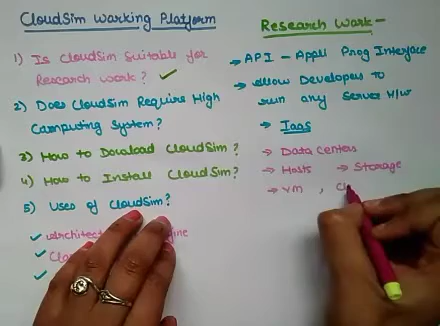 CloudSim Working Platform
1) Is CloudSim Suitable for
Research Work?
2) Does CloudSim Require High
Computing System?
3) How to Dowload CloudSim?
4) How to Install CloudSim?
5) Uses of CloudSim?
Research Work -
API - Appli Prog Interface
allow Developers to
run any Server H/W
IaaS
Data Centers
Hosts → Storage
VM ,